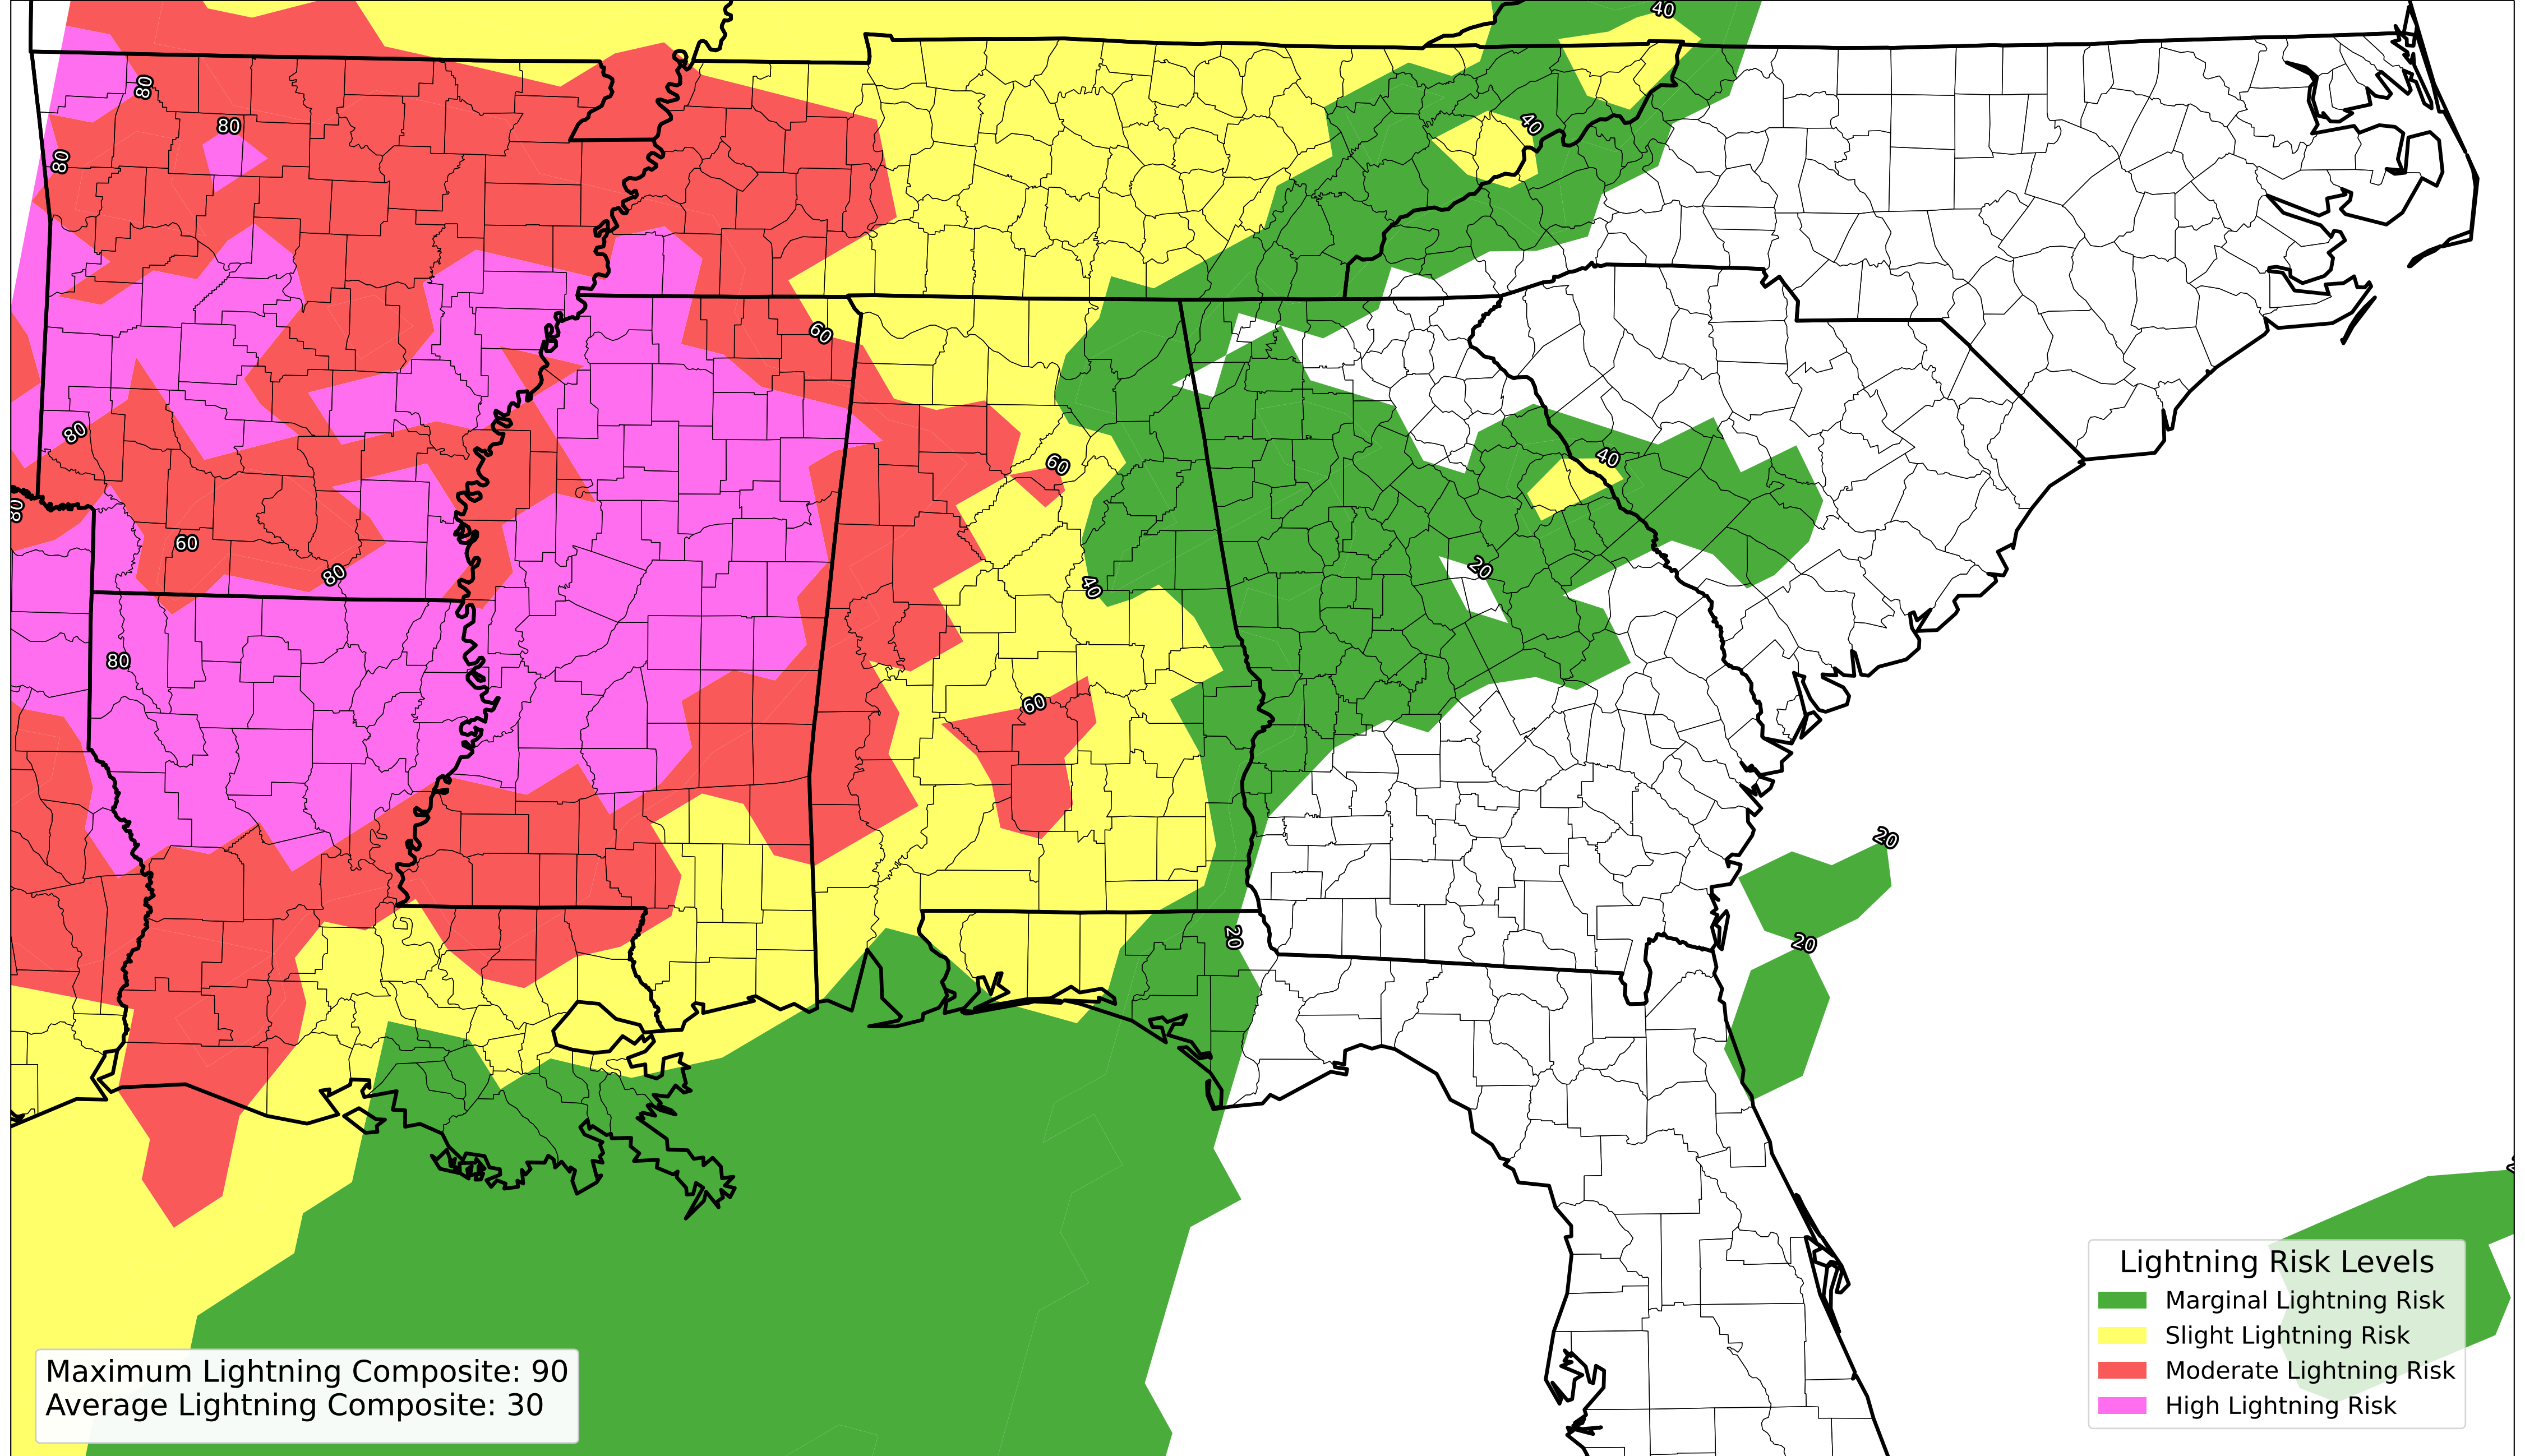 40
80
80
40
80
60
80
40
60
80
60
20
80
40
80
60
20
20
20
Lightning Risk Levels
Marginal Lightning Risk
Slight Lightning Risk
Moderate Lightning Risk
High Lightning Risk
Maximum Lightning Composite: 90
Average Lightning Composite: 30